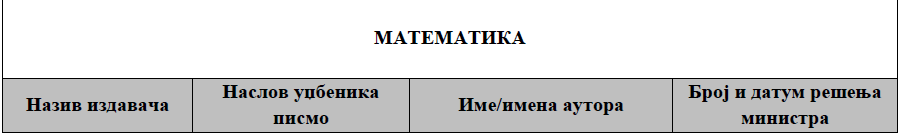 МАТЕМАТИКА
Назив издавача
Наслов уџбеника
писмо
Име/имена аутора
Број и датум решења
министра